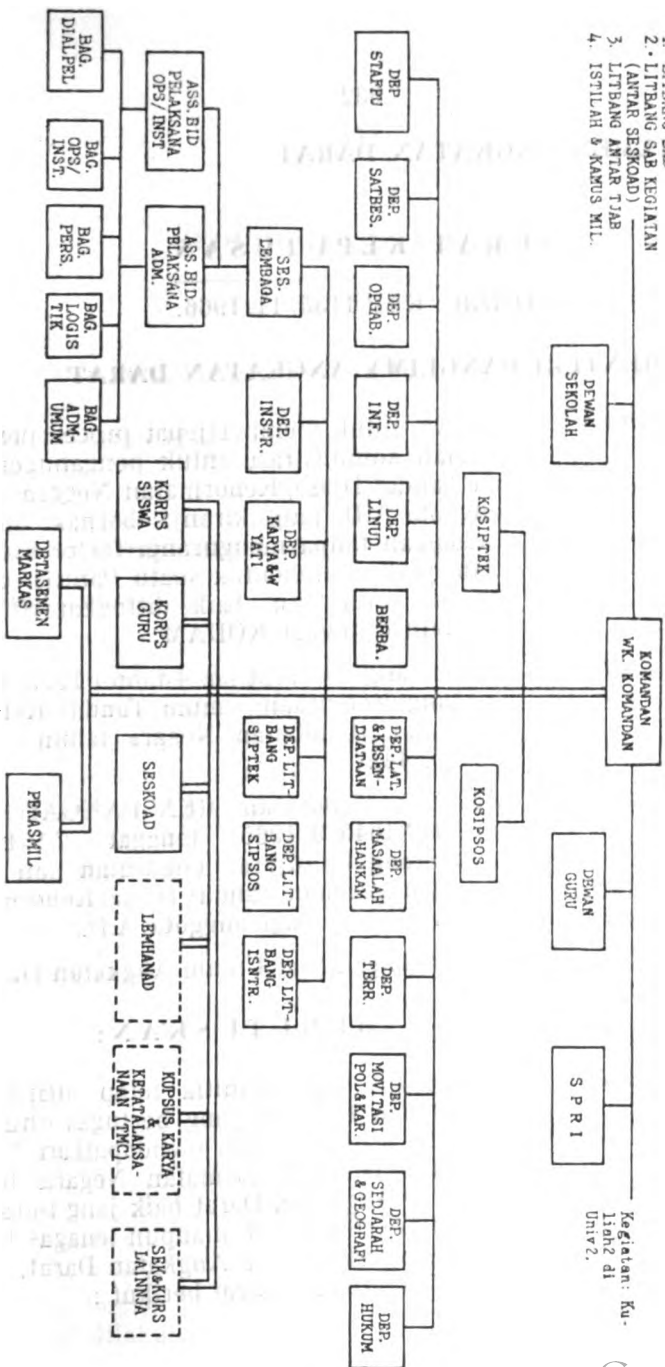 2. LITBANG SAB KEGIATAN
(ANTAR SESKOAD)
3. LITBANG ANTAR TJAB
4. ISTILAH & KAMUS MIL.
KOMANDAN
WK KOMANDAN
Kegiatan: Ku-
liah2 di
Univ2.
DEWAN
SEKOLAH
DEWAN
GURU
S P R I
KOSIPTEK
KOSIPSOS
DEP
STAFPU
DEP.
SATBES.
DEP.
OPGAB.
DEP.
INF.
DEP.
LINUD.
DEP.
BERBA.
DEP. LAT.
&KESEN-
DJATAAN
DEP.
MASAALAH
-HANKAM
DEP.
TERR.
DEP.
MOVITASI
POL&KAR.
DEP.
SEDJARAH
& GEOGRAFI
DEP.
HUKUM
SES.
LEMBAGA
DEP.
INSTR.
DEP.
KARYA&W
YATI
DEP. LIT-
BANG
SIPTEK
DEP. LIT-
BANG
SIPSOS.
DEP. LIT-
BANG
ISNTR.
ASS. BID
PELAKSANA
OPS/INST
ASS. BID.
PELAKSANA
ADM.
KORPS
SISWA
KORPS
GURU
SESKOAD
LEMHANAD
KUPSUS KARYA
&
KETATALAKSA-
NAAN (TMC)
SEK&KURS
LAINNJA
BAG.
DIALPEL
BAG.
OPS/
INST.
BAG.
PERS.
BAG.
LOGIS
TIK
BAG.
ADM.
UMUM
DETASEMEN
MARKAS
PEKASMIL.